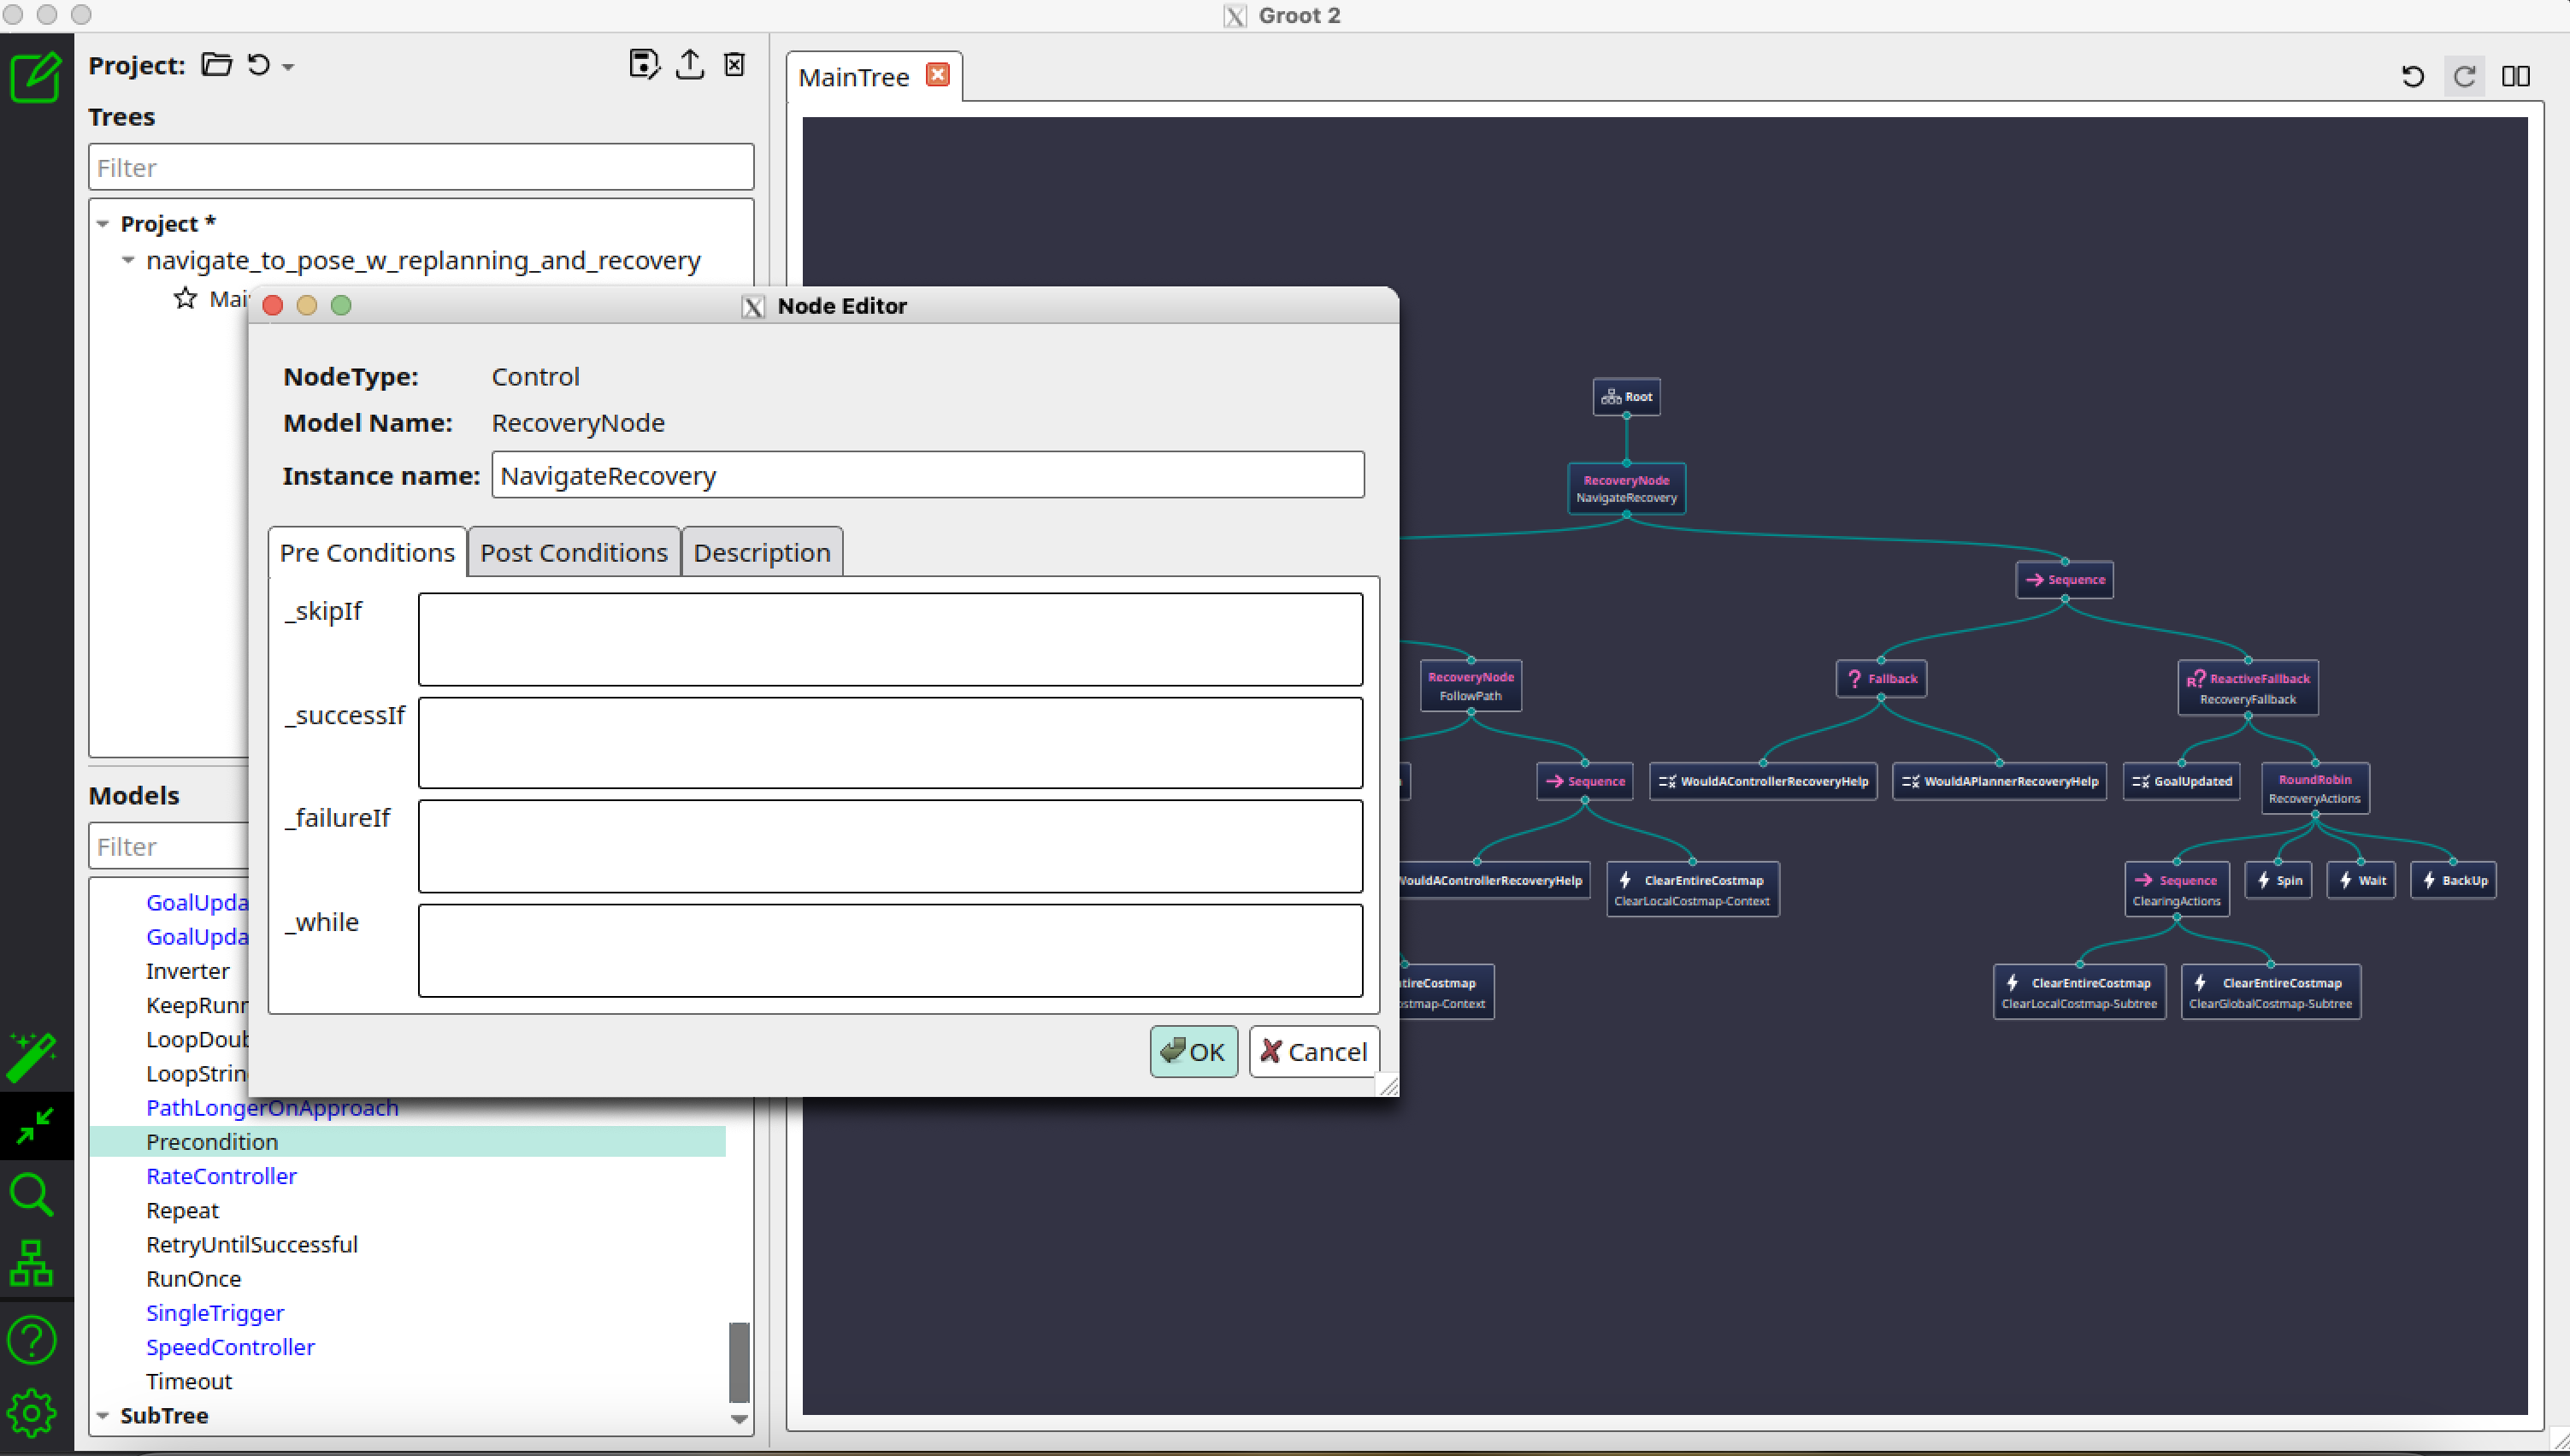 Groot 2
Project:
Trees
Filter
Project *
navigate_to_pose_w_replanning_and_recovery
Mai
Models
Filter
GoalUpda
GoalUpda
Inverter
KeepRunn
LoopDoub
LoopString
PathLongerOnApproach
Precondition
RateController
Repeat
RetryUntilSuccessful
RunOnce
SingleTrigger
SpeedController
Timeout
SubTree
Node Editor
NodeType: Control
Model Name: RecoveryNode
Instance name: NavigateRecovery
Pre Conditions Post Conditions Description
_skipIf
_successIf
_failureIf
_while
OK Cancel
MainTree
Root
RecoveryNode
NavigateRecovery
Sequence
RecoveryNode
FollowPath
Fallback
ReactiveFallback
RecoveryFallback
Sequence
WouldAControllerRecoveryHelp
WouldAPlannerRecoveryHelp
GoalUpdated
RoundRobin
RecoveryActions
WouldAControllerRecoveryHelp
ClearEntireCostmap
ClearLocalCostmap-Context
Sequence
ClearingActions
Spin
Wait
BackUp
tireCostmap
ostmap-Context
ClearEntireCostmap
ClearLocalCostmap-Subtree
ClearEntireCostmap
ClearGlobalCostmap-Subtree